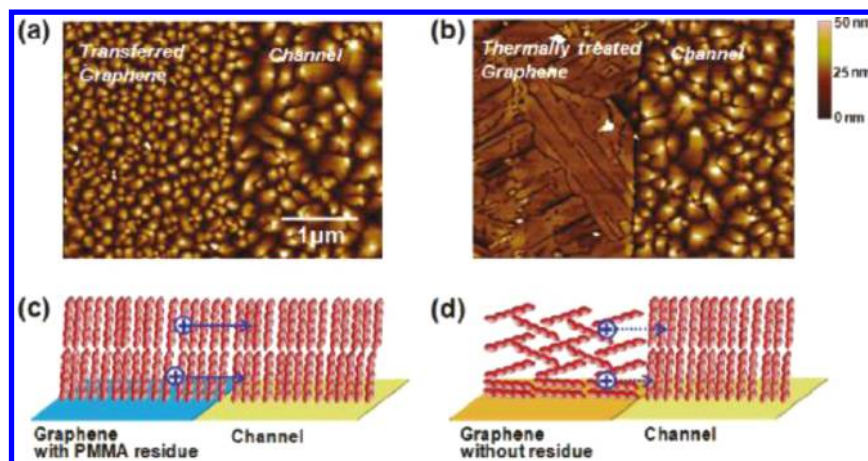 (a)
Transferred
Graphene
Channel
1μm
(b)
Thermally treated
Graphene
Channel
50 nm
25 nm
0 nm
(c)
Graphene
with PMMA residue
Channel
(d)
Graphene
without residue
Channel